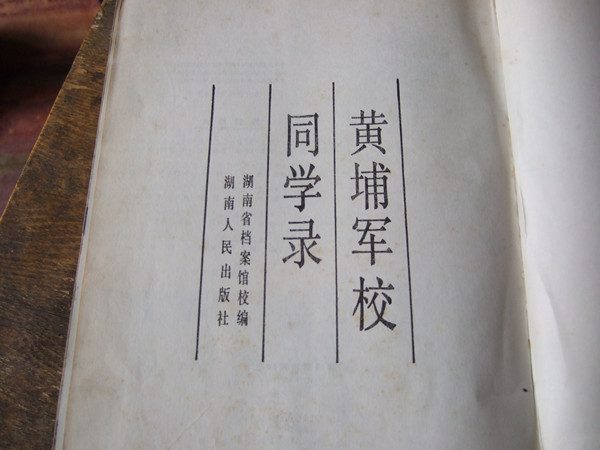 黄埔军校
同学录
湖南省档案馆校编
湖南人民出版社